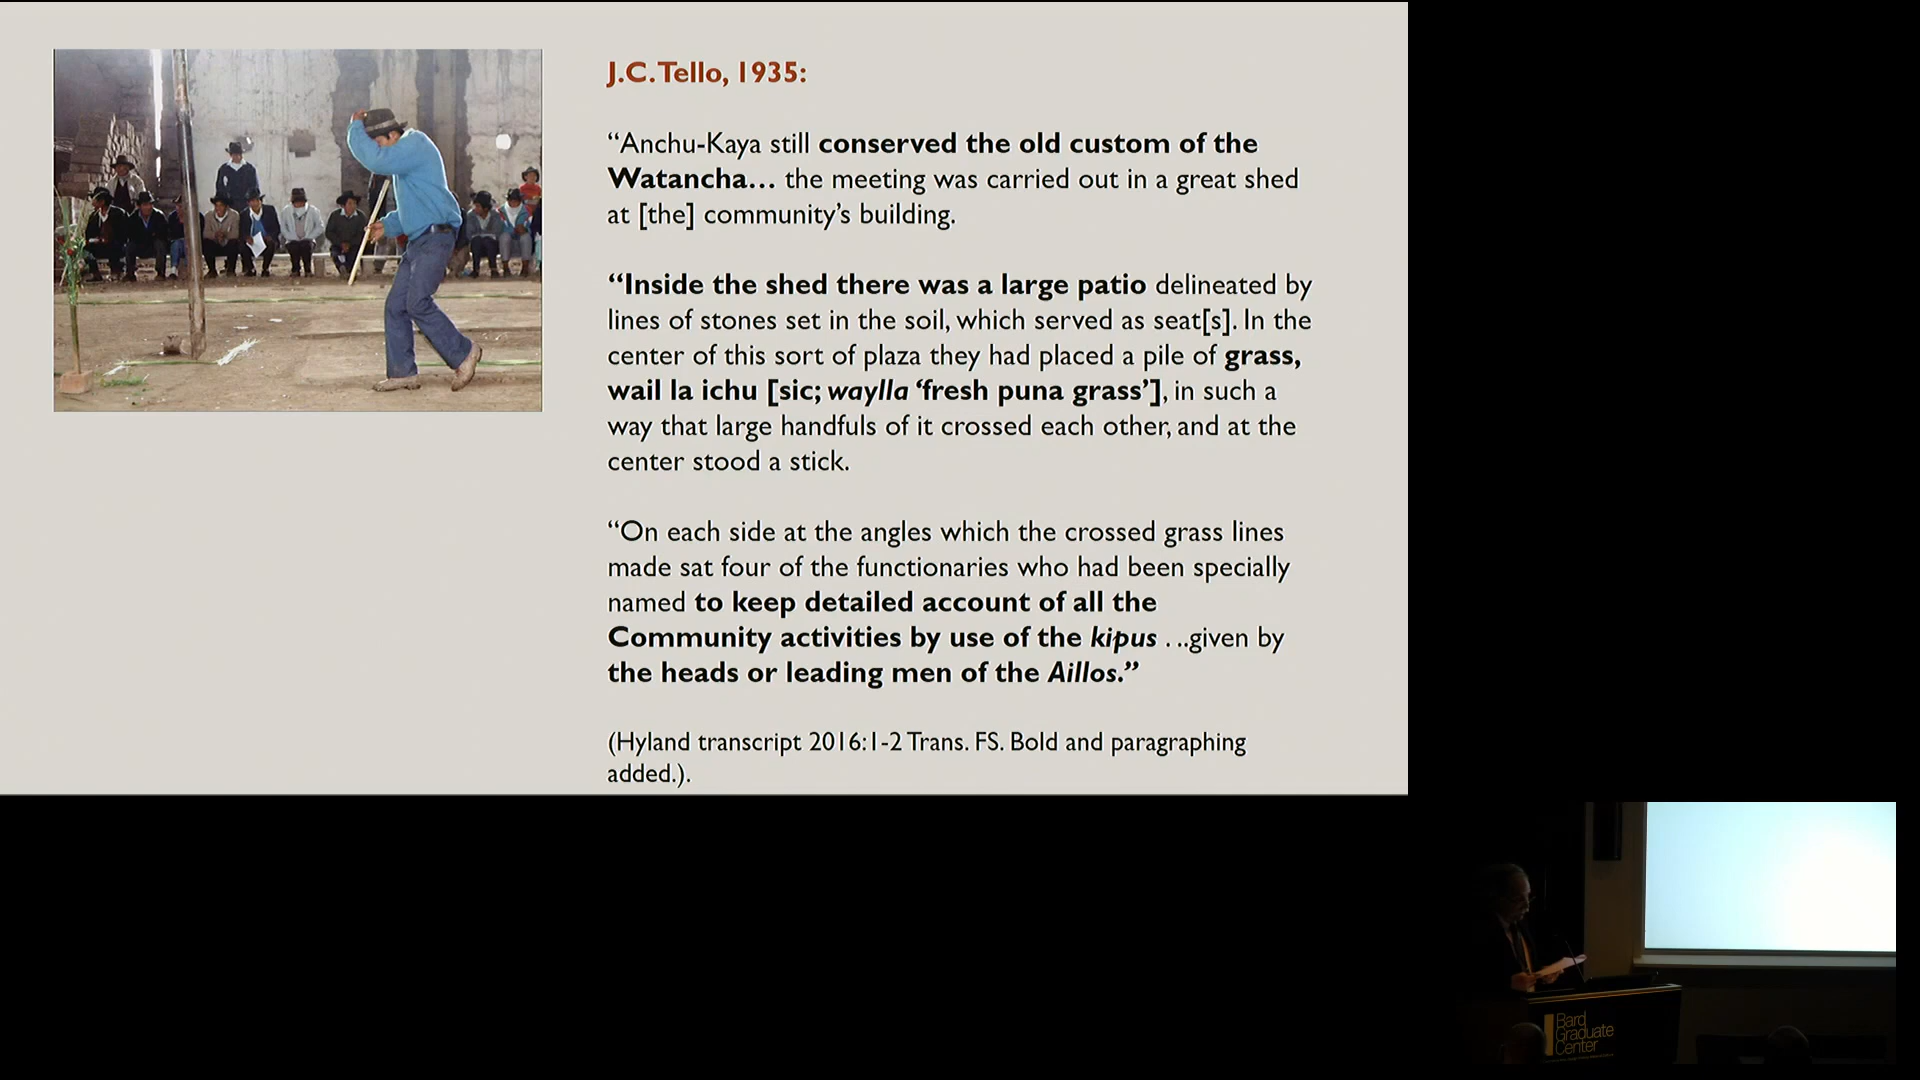 J.C. Tello, 1935:
“Anchu-Kaya still conserved the old custom of the
Watancha… the meeting was carried out in a great shed
at [the] community’s building.
“Inside the shed there was a large patio delineated by
lines of stones set in the soil, which served as seat[s]. In the
center of this sort of plaza they had placed a pile of grass,
wail la ichu [sic; waylla ‘fresh puna grass’], in such a
way that large handfuls of it crossed each other, and at the
center stood a stick.
“On each side at the angles which the crossed grass lines
made sat four of the functionaries who had been specially
named to keep detailed account of all the
Community activities by use of the kipus . ..given by
the heads or leading men of the Aillos.”
(Hyland transcript 2016:1-2 Trans. FS. Bold and paragraphing
added.).
Bard
Graduate
Center